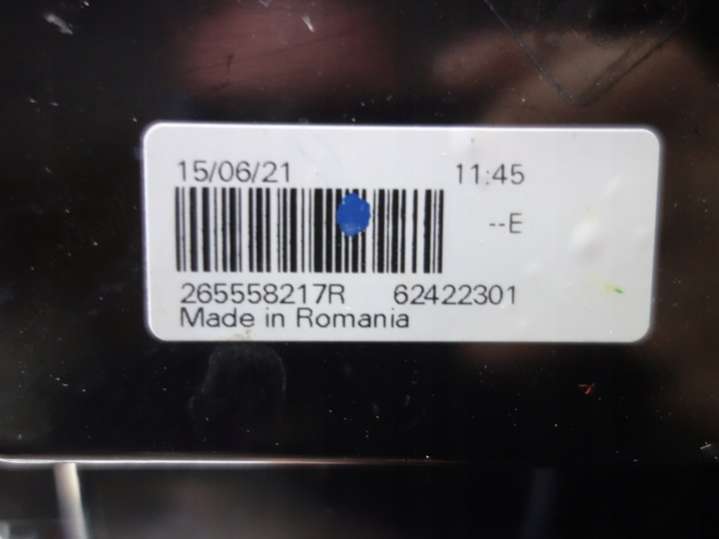 15/06/21 11:45
--E
265558217R 62422301
Made in Romania